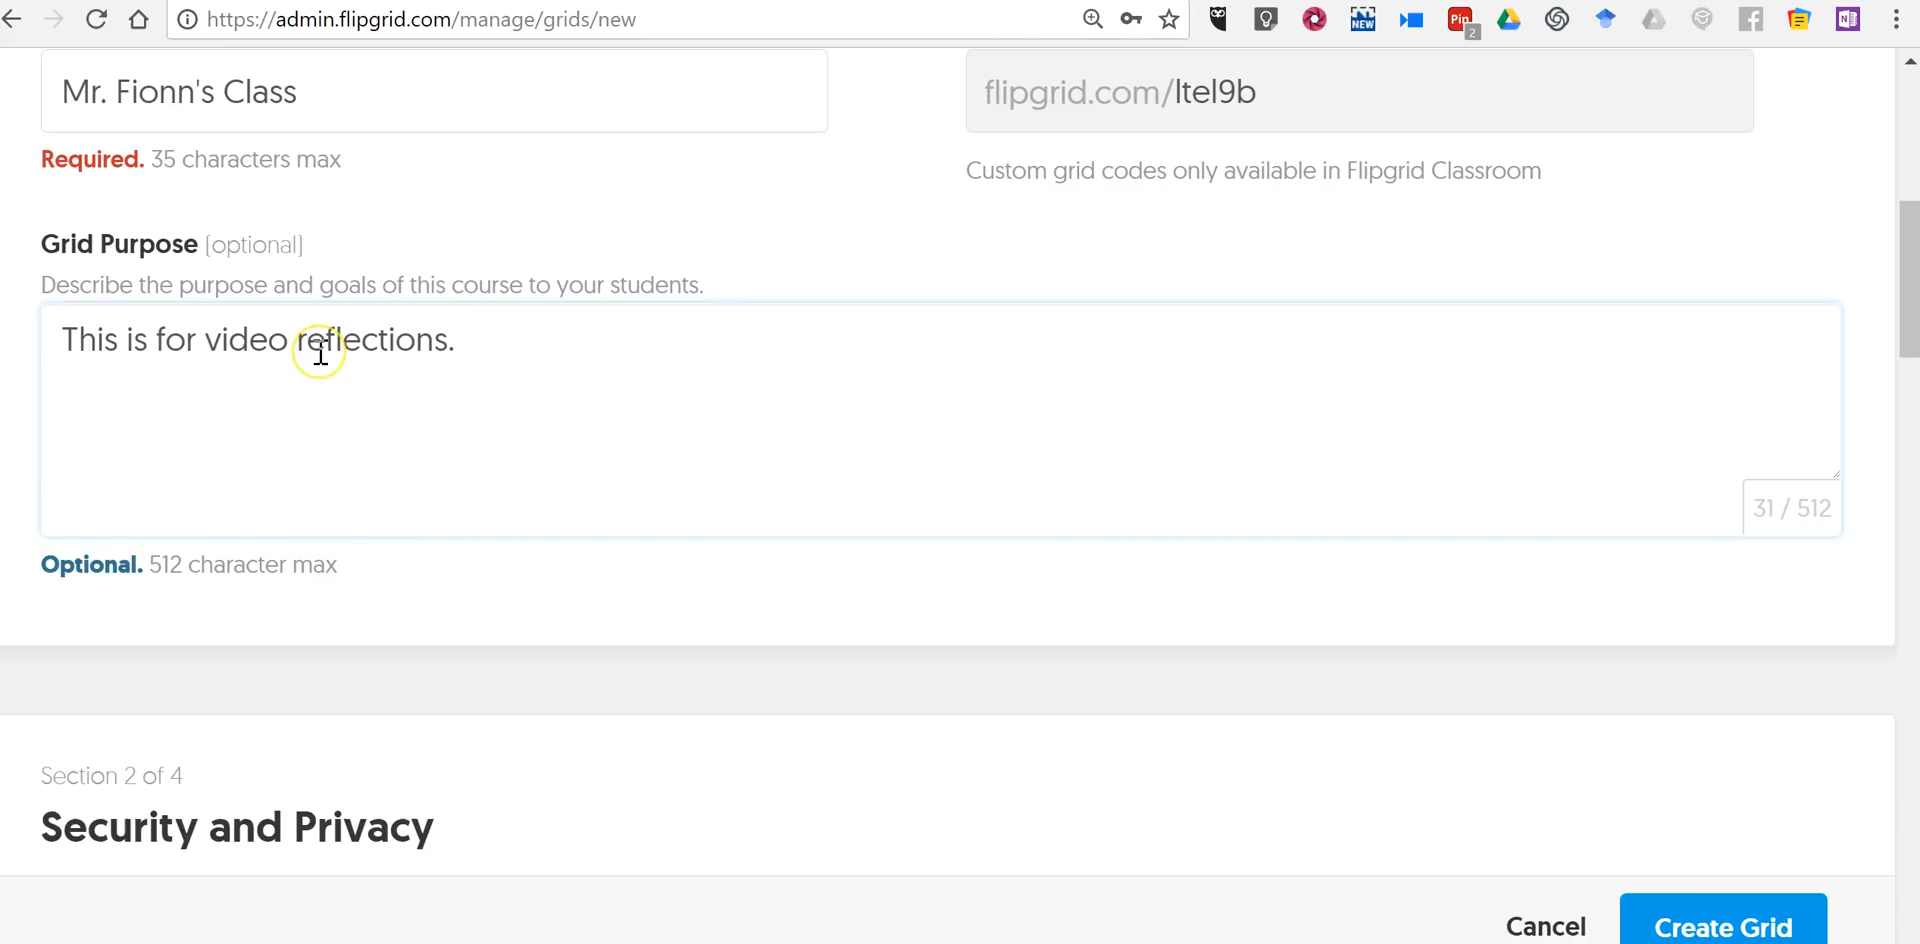 https://admin.flipgrid.com/manage/grids/new
NEW
Pin
2
N
Mr. Fionn's Class
flipgrid.com/ltel9b
Required. 35 characters max
Custom grid codes only available in Flipgrid Classroom
Grid Purpose (optional)
Describe the purpose and goals of this course to your students.
This is for video reflections.
31 / 512
Optional. 512 character max
Section 2 of 4
Security and Privacy
Cancel
Create Grid